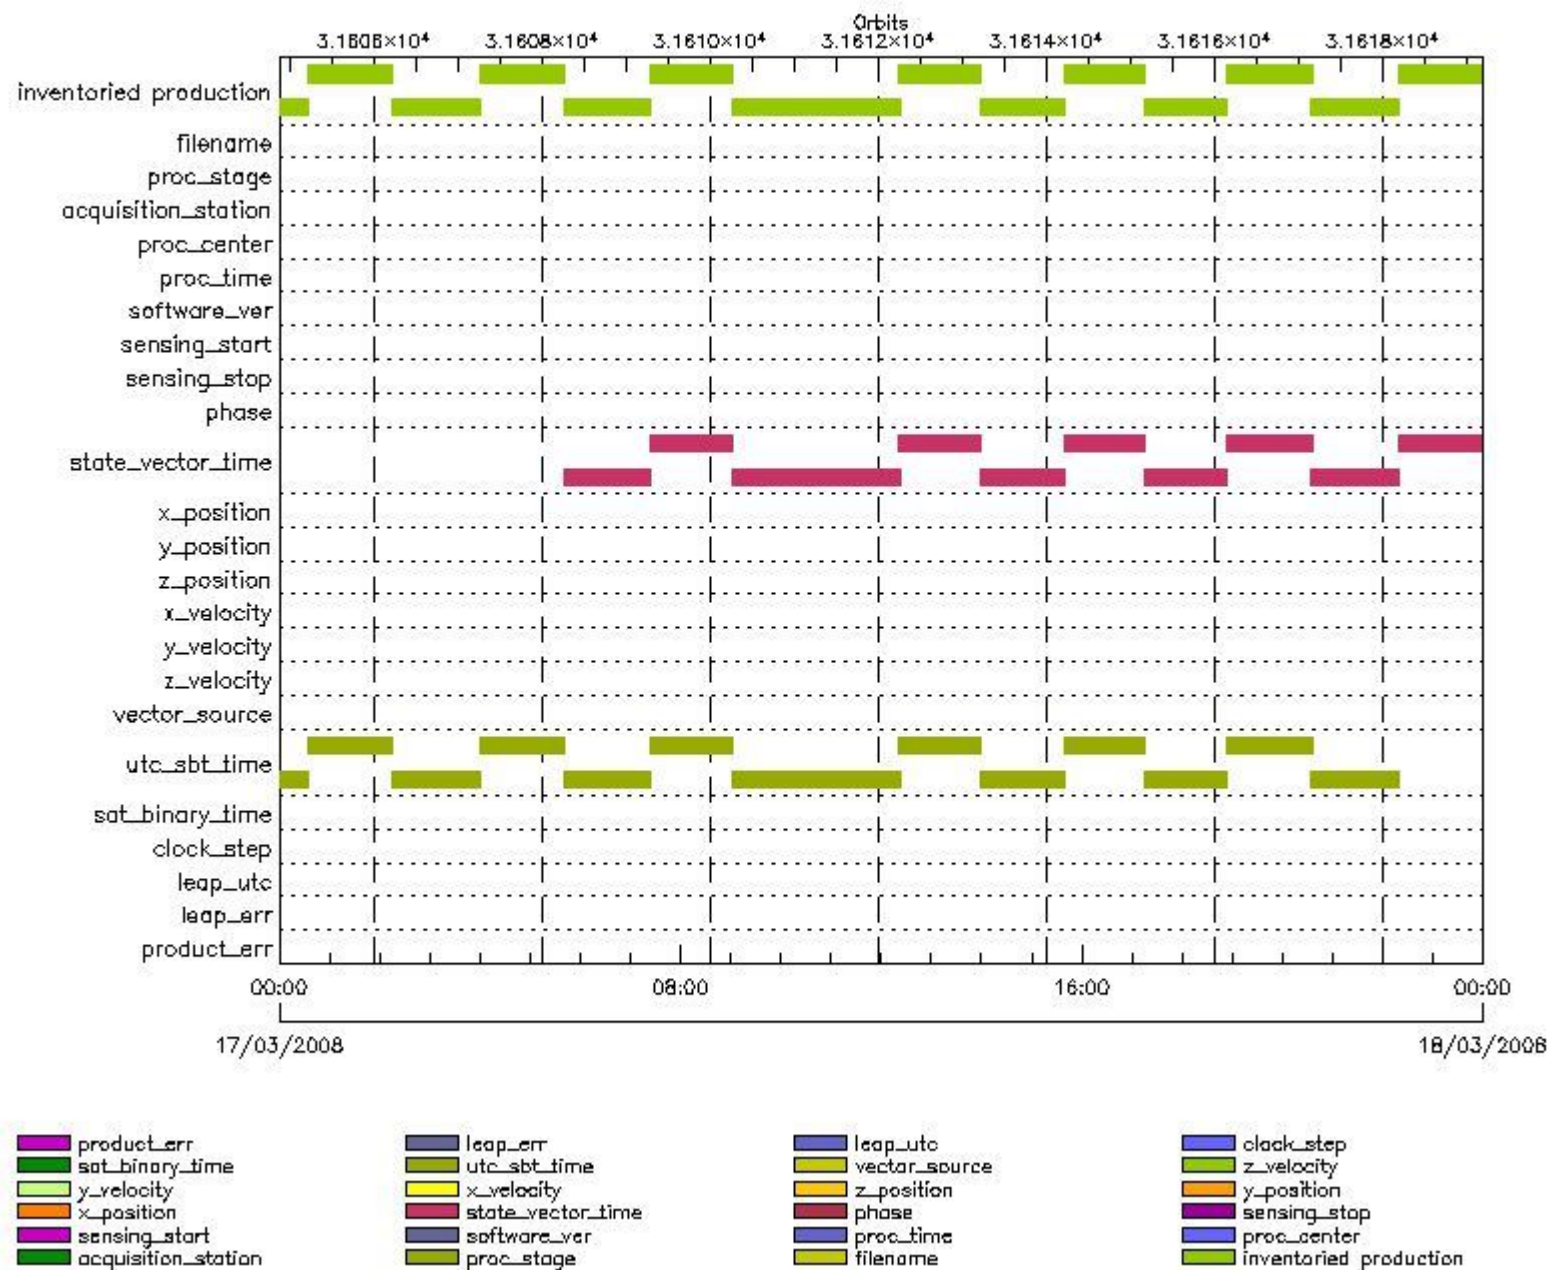 Orbits
3.1606×10⁴ 3.1608×10⁴ 3.1610×10⁴ 3.1612×10⁴ 3.1614×10⁴ 3.1616×10⁴ 3.1618×10⁴
inventoried production
filename
proc_stage
acquisition_station
proc_center
proc_time
software_ver
sensing_start
sensing_stop
phase
state_vector_time
x_position
y_position
z_position
x_velocity
y_velocity
z_velocity
vector_source
utc_sbt_time
sat_binary_time
clock_step
leap_utc
leap_err
product_err
00:00 08:00 16:00 00:00
17/03/2008 18/03/2008
product_err leap_err leap_utc clock_step
sat_binary_time utc_sbt_time vector_source z_velocity
y_velocity x_velocity z_position y_position
x_position state_vector_time phase sensing_stop
sensing_start software_ver proc_time proc_center
acquisition_station proc_stage filename inventoried production